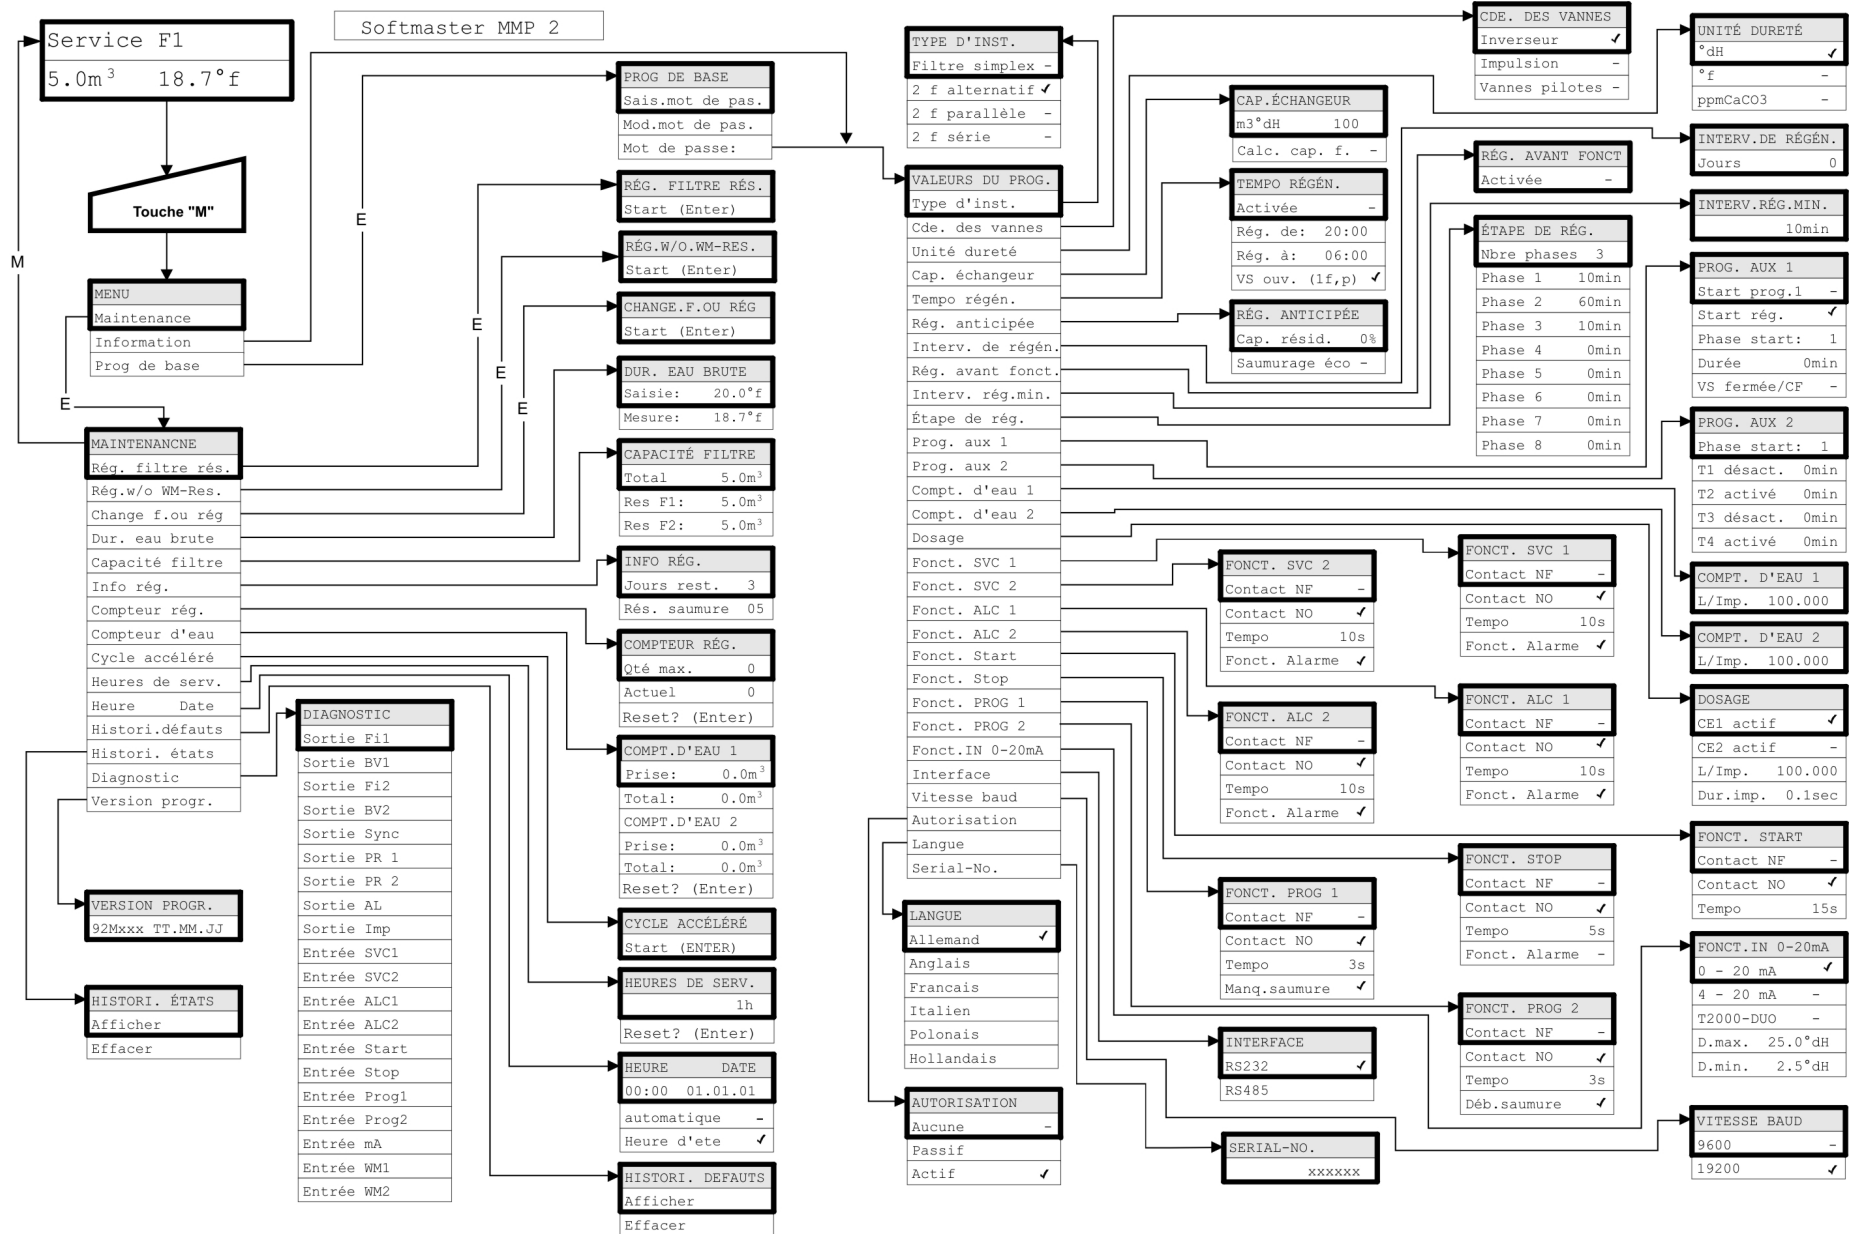 Softmaster MMP 2
Service F1
5.0m³ 18.7°f
Touche "M"
M
MENU
Maintenance
Information
Prog de base
E
E
MAINTENANCNE
Rég. filtre rés.
Rég.w/o WM-Res.
Change f.ou rég
Dur. eau brute
Capacité filtre
Info rég.
Compteur rég.
Compteur d'eau
Cycle accéléré
Heures de serv.
Heure Date
Histori.défauts
Histori. états
Diagnostic
Version progr.
VERSION PROGR.
92Mxxx TT.MM.JJ
HISTORI. ÉTATS
Afficher
Effacer
DIAGNOSTIC
Sortie Fi1
Sortie BV1
Sortie Fi2
Sortie BV2
Sortie Sync
Sortie PR 1
Sortie PR 2
Sortie AL
Sortie Imp
Entrée SVC1
Entrée SVC2
Entrée ALC1
Entrée ALC2
Entrée Start
Entrée Stop
Entrée Prog1
Entrée Prog2
Entrée mA
Entrée WM1
Entrée WM2
E
E
E
E
PROG DE BASE
Sais.mot de pas.
Mod.mot de pas.
Mot de passe:
RÉG. FILTRE RÉS.
Start (Enter)
RÉG.W/O.WM-RES.
Start (Enter)
CHANGE.F.OU RÉG
Start (Enter)
DUR. EAU BRUTE
Saisie: 20.0°f
Mesure: 18.7°f
CAPACITÉ FILTRE
Total 5.0m³
Res F1: 5.0m³
Res F2: 5.0m³
INFO RÉG.
Jours rest. 3
Rés. saumure 05
COMPTEUR RÉG.
Qté max. 0
Actuel 0
Reset? (Enter)
COMPT.D'EAU 1
Prise: 0.0m³
Total: 0.0m³
COMPT.D'EAU 2
Prise: 0.0m³
Total: 0.0m³
Reset? (Enter)
CYCLE ACCÉLÉRÉ
Start (ENTER)
HEURES DE SERV.
1h
Reset? (Enter)
HEURE DATE
00:00 01.01.01
automatique -
Heure d'ete ✓
HISTORI. DEFAUTS
Afficher
Effacer
TYPE D'INST.
Filtre simplex -
2 f alternatif ✓
2 f parallèle -
2 f série -
VALEURS DU PROG.
Type d'inst.
Cde. des vannes
Unité dureté
Cap. échangeur
Tempo régén.
Rég. anticipée
Interv. de régén.
Rég. avant fonct.
Interv. rég.min.
Étape de rég.
Prog. aux 1
Prog. aux 2
Compt. d'eau 1
Compt. d'eau 2
Dosage
Fonct. SVC 1
Fonct. SVC 2
Fonct. ALC 1
Fonct. ALC 2
Fonct. Start
Fonct. Stop
Fonct. PROG 1
Fonct. PROG 2
Fonct.IN 0-20mA
Interface
Vitesse baud
Autorisation
Langue
Serial-No.
LANGUE
Allemand ✓
Anglais
Francais
Italien
Polonais
Hollandais
AUTORISATION
Aucune -
Passif
Actif ✓
CAP.ÉCHANGEUR
m3°dH 100
Calc. cap. f. -
TEMPO RÉGÉN.
Activée -
Rég. de: 20:00
Rég. à: 06:00
VS ouv. (1f,p) ✓
RÉG. ANTICIPÉE
Cap. résid. 0%
Saumurage éco -
FONCT. SVC 2
Contact NF -
Contact NO ✓
Tempo 10s
Fonct. Alarme ✓
FONCT. ALC 2
Contact NF -
Contact NO ✓
Tempo 10s
Fonct. Alarme ✓
FONCT. PROG 1
Contact NF -
Contact NO ✓
Tempo 3s
Manq.saumure ✓
INTERFACE
RS232 ✓
RS485
SERIAL-NO.
xxxxxx
CDE. DES VANNES
Inverseur ✓
Impulsion -
Vannes pilotes -
RÉG. AVANT FONCT
Activée -
ÉTAPE DE RÉG.
Nbre phases 3
Phase 1 10min
Phase 2 60min
Phase 3 10min
Phase 4 0min
Phase 5 0min
Phase 6 0min
Phase 7 0min
Phase 8 0min
FONCT. SVC 1
Contact NF -
Contact NO ✓
Tempo 10s
Fonct. Alarme ✓
FONCT. ALC 1
Contact NF -
Contact NO ✓
Tempo 10s
Fonct. Alarme ✓
FONCT. STOP
Contact NF -
Contact NO ✓
Tempo 5s
Fonct. Alarme -
FONCT. PROG 2
Contact NF -
Contact NO ✓
Tempo 3s
Déb.saumure ✓
UNITÉ DURETÉ
°dH ✓
°f -
ppmCaCO3 -
INTERV.DE RÉGÉN.
Jours 0
INTERV.RÉG.MIN.
10min
PROG. AUX 1
Start prog.1 -
Start rég. ✓
Phase start: 1
Durée 0min
VS fermée/CF -
PROG. AUX 2
Phase start: 1
T1 désact. 0min
T2 activé 0min
T3 désact. 0min
T4 activé 0min
COMPT. D'EAU 1
L/Imp. 100.000
COMPT. D'EAU 2
L/Imp. 100.000
DOSAGE
CE1 actif ✓
CE2 actif -
L/Imp. 100.000
Dur.imp. 0.1sec
FONCT. START
Contact NF -
Contact NO ✓
Tempo 15s
FONCT.IN 0-20mA
0 - 20 mA ✓
4 - 20 mA -
T2000-DUO -
D.max. 25.0°dH
D.min. 2.5°dH
VITESSE BAUD
9600 -
19200 ✓